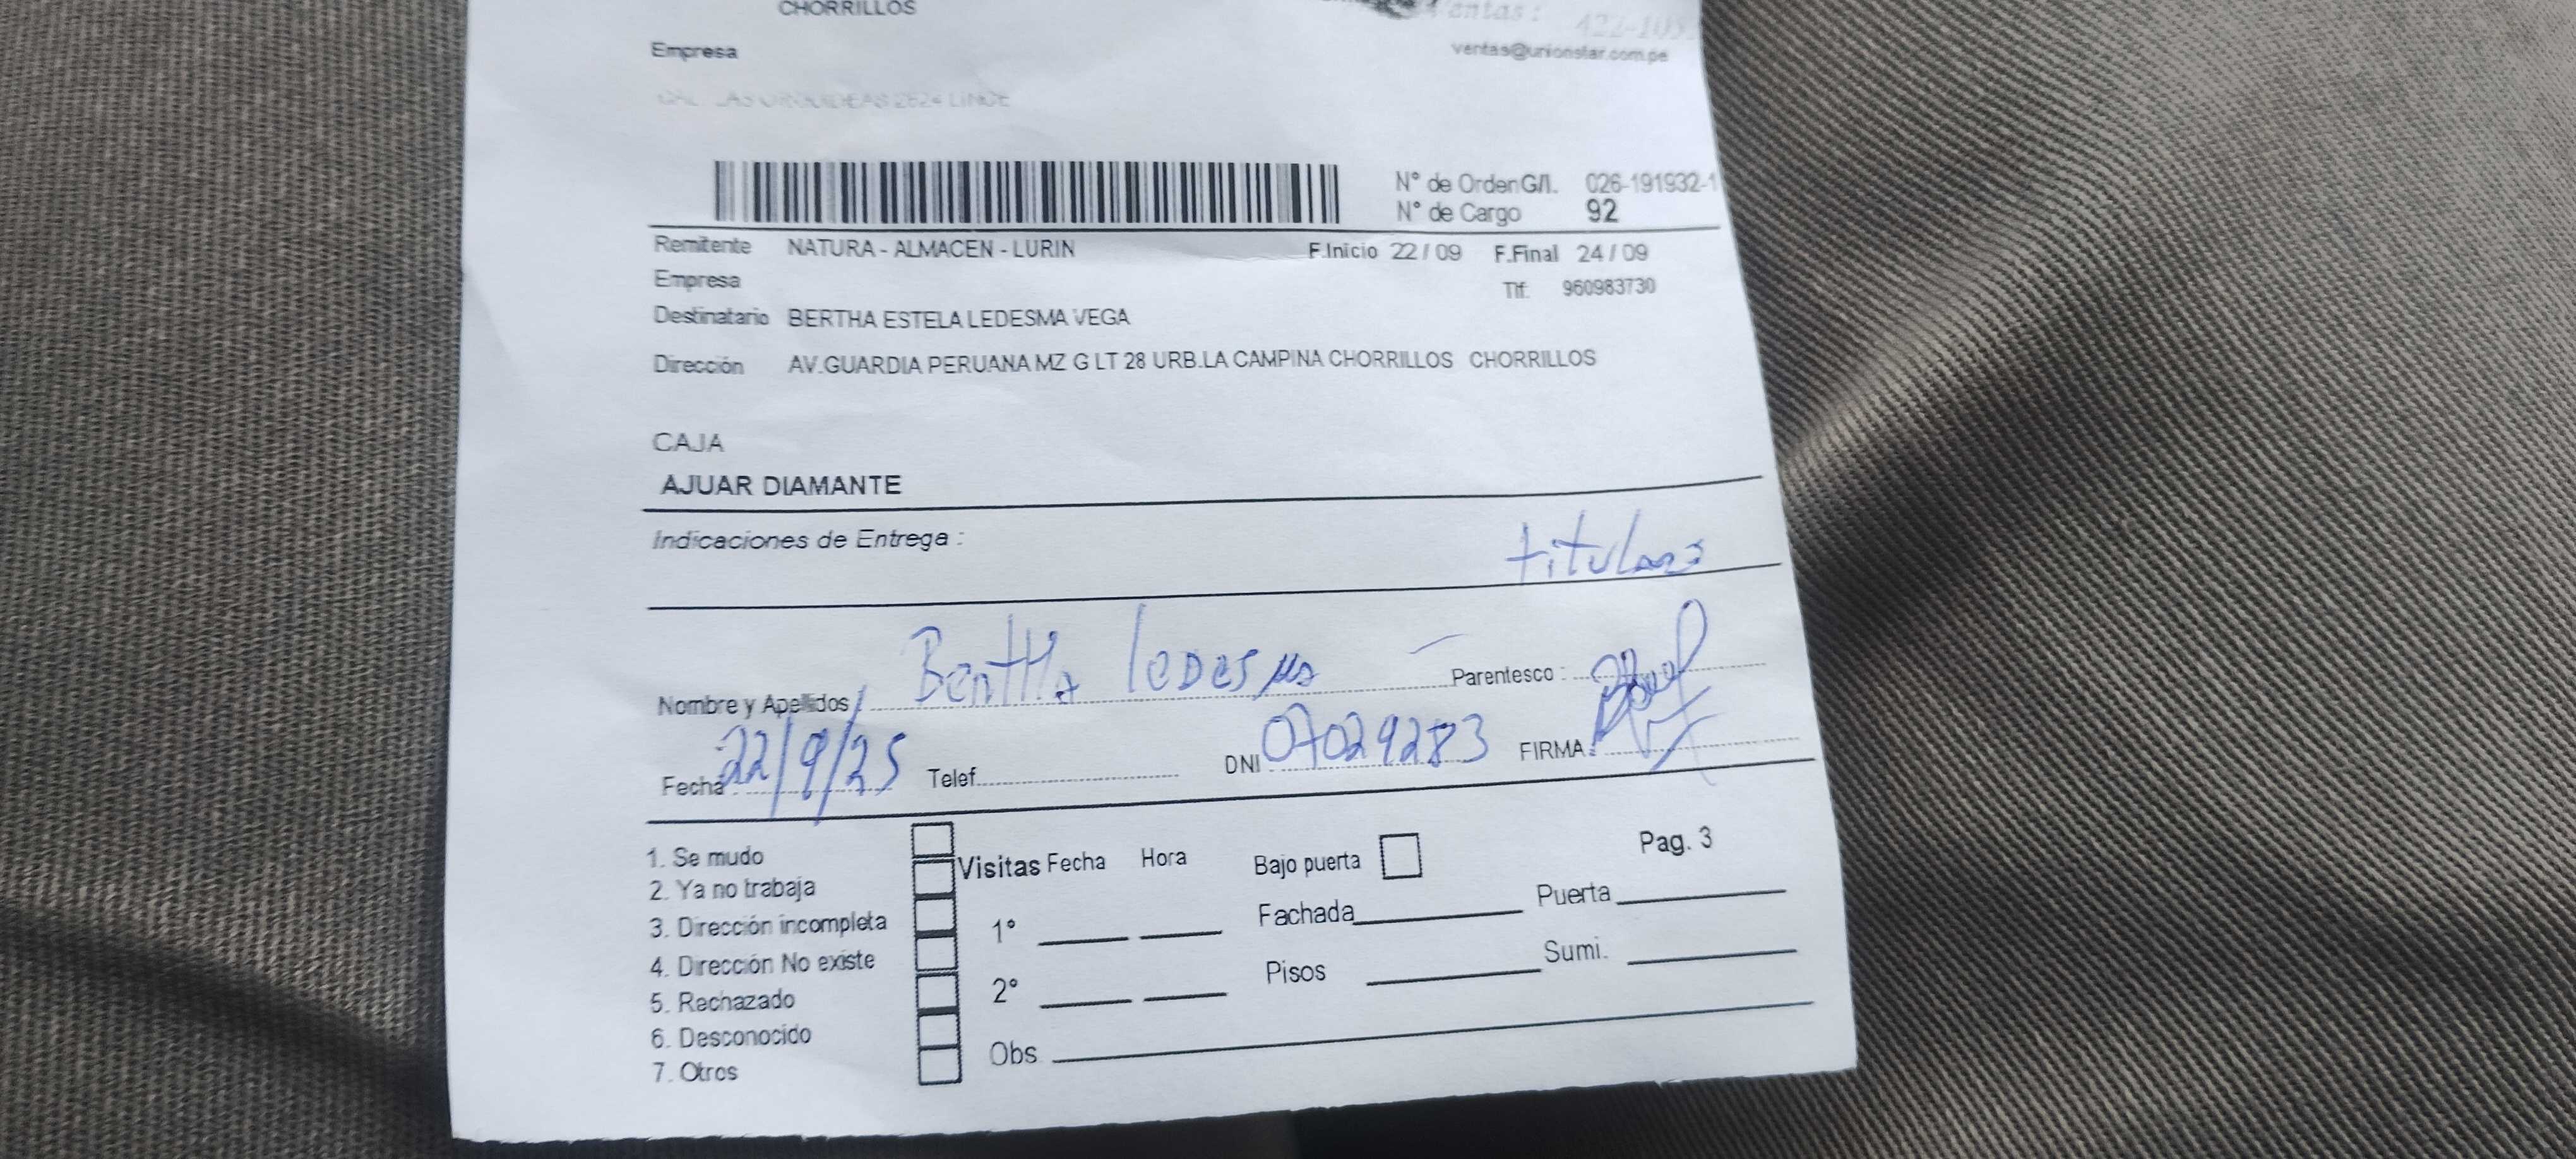 CHORRILLOS
Empresa
ventas@unionstar.com.pe
N° de Orden G/I. 026-191932-1
N° de Cargo 92
Remitente NATURA - ALMACEN - LURIN F.Inicio 22 / 09 F.Final 24 / 09
Empresa Tlf: 960983730
Destinatario BERTHA ESTELA LEDESMA VEGA
Dirección AV.GUARDIA PERUANA MZ G LT 28 URB.LA CAMPINA CHORRILLOS CHORRILLOS
CAJA
AJUAR DIAMANTE
Indicaciones de Entrega :
Nombre y Apellidos Bertha Ledesma Parentesco :
Fecha : 22/9/25 Telef. DNI 07029283 FIRMA :
1. Se mudo
2. Ya no trabaja
3. Dirección incompleta
4. Dirección No existe
5. Rechazado
6. Desconocido
7. Otros
Visitas Fecha Hora Bajo puerta Pag. 3
1° Fachada Puerta
2° Pisos Sumi.
Obs.